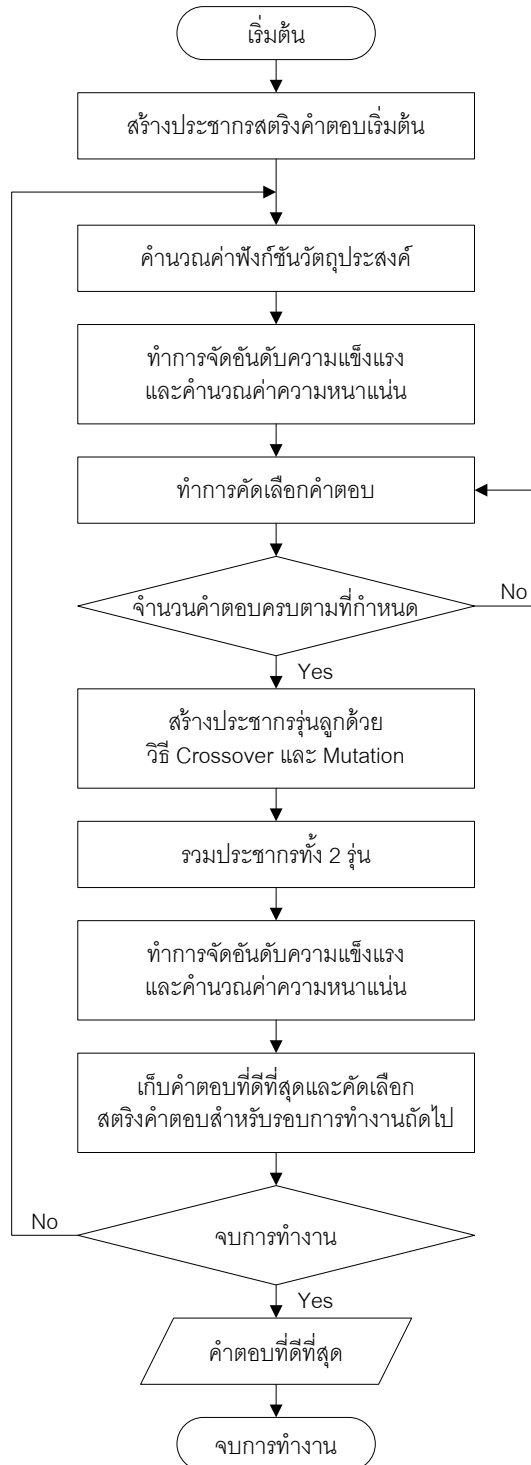 เริ่มต้น
สร้างประชากรสตริงคำตอบเริ่มต้น
คำนวณค่าฟังก์ชันวัตถุประสงค์
ทำการจัดอันดับความแข็งแรง
และคำนวณค่าความหนาแน่น
ทำการคัดเลือกคำตอบ
จำนวนคำตอบครบตามที่กำหนด
No
Yes
สร้างประชากรรุ่นลูกด้วย
วิธี Crossover และ Mutation
รวมประชากรทั้ง 2 รุ่น
ทำการจัดอันดับความแข็งแรง
และคำนวณค่าความหนาแน่น
เก็บคำตอบที่ดีที่สุดและคัดเลือก
สตริงคำตอบสำหรับรอบการทำงานถัดไป
No
จบการทำงาน
Yes
คำตอบที่ดีที่สุด
จบการทำงาน